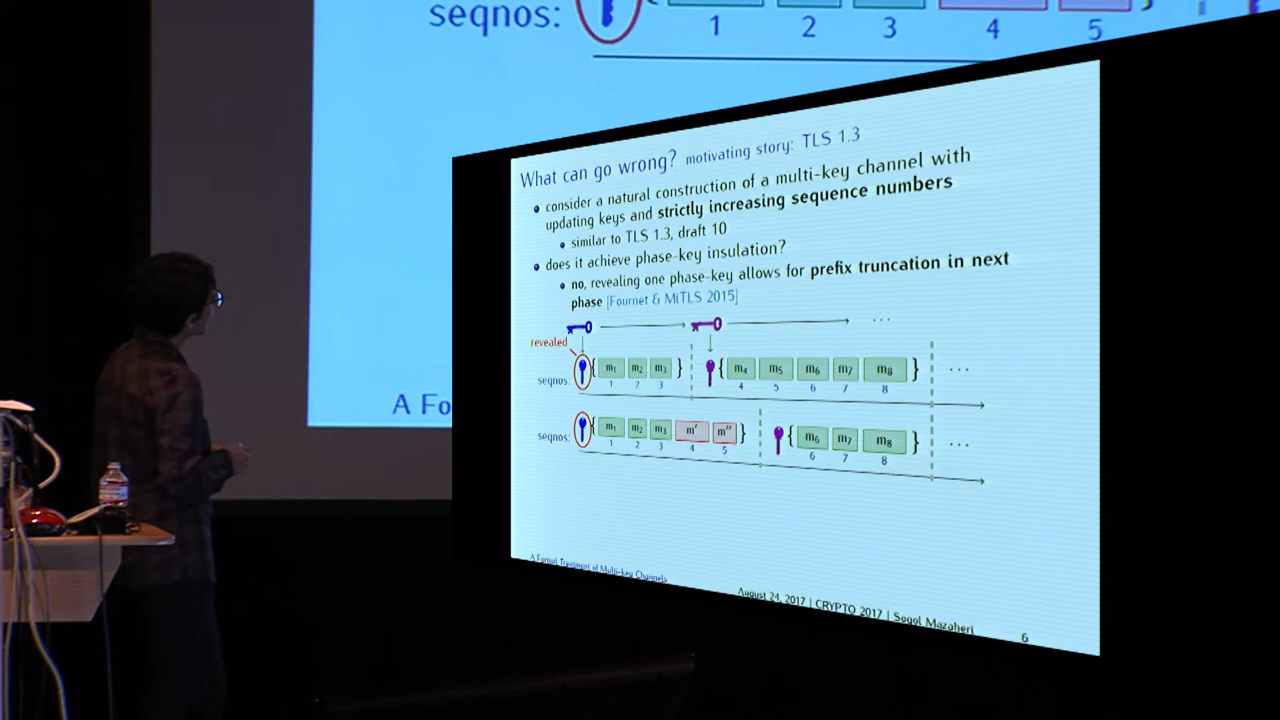 seqnos:
1 2 3 4 5
A Fo
What can go wrong? motivating story: TLS 1.3
consider a natural construction of a multi-key channel with
updating keys and strictly increasing sequence numbers
similar to TLS 1.3, draft 10
does it achieve phase-key insulation?
no, revealing one phase-key allows for prefix truncation in next
phase [Fournet & MiTLS 2015]
...
revealed
{ m₁ m₂ m₃ } { m₄ m₅ m₆ m₇ m₈ } ...
seqnos: 1 2 3 4 5 6 7 8
{ m₁ m₂ m₃ m′ m″ } { m₆ m₇ m₈ } ...
seqnos: 1 2 3 4 5 6 7 8
A Formal Treatment of Multi-key Channels
August 24, 2017 | CRYPTO 2017 | Sogol Mazaheri
6